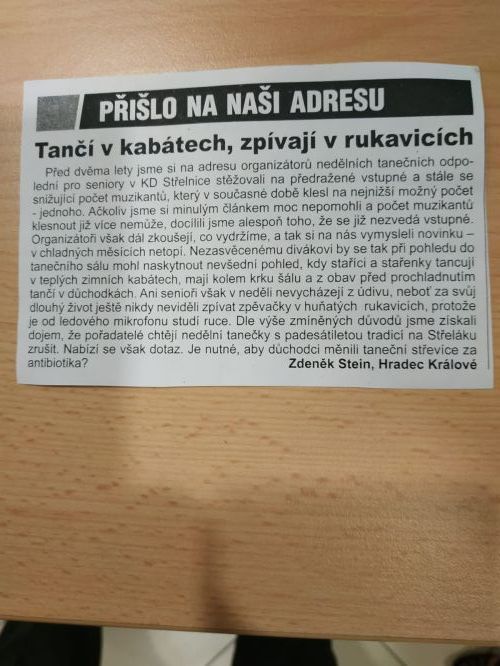 PŘIŠLO NA NAŠI ADRESU
Tančí v kabátech, zpívají v rukavicích
Před dvěma lety jsme si na adresu organizátorů nedělních tanečních odpo-
lední pro seniory v KD Střelnice stěžovali na předražené vstupné a stále se
snižující počet muzikantů, který v současné době klesl na nejnižší možný počet
- jednoho. Ačkoliv jsme si minulým článkem moc nepomohli a počet muzikantů
klesnout již více nemůže, docílili jsme alespoň toho, že se již nezvedá vstupné.
Organizátoři však dál zkoušejí, co vydržíme, a tak si na nás vymysleli novinku –
v chladných měsících netopí. Nezasvěcenému divákovi by se tak při pohledu do
tanečního sálu mohl naskytnout nevšední pohled, kdy staříci a stařenky tancují
v teplých zimních kabátech, mají kolem krku šálu a z obav před prochladnutím
tančí v důchodkách. Ani senioři však v neděli nevycházejí z údivu, neboť za svůj
dlouhý život ještě nikdy neviděli zpívat zpěvačky v huňatých rukavicích, protože
je od ledového mikrofonu studí ruce. Dle výše zmíněných důvodů jsme získali
dojem, že pořadatelé chtějí nedělní tanečky s padesátiletou tradicí na Střeláku
zrušit. Nabízí se však dotaz. Je nutné, aby důchodci měnili taneční střevíce za
antibiotika? Zdeněk Stein, Hradec Králové